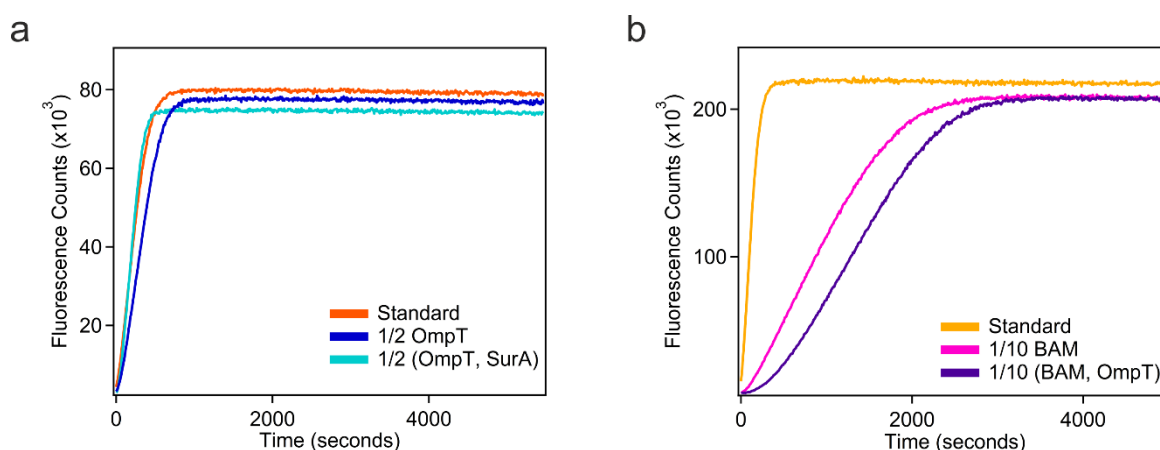 a
Fluorescence Counts (x10³)
80
60
40
20
0
2000
4000
Time (seconds)
Standard
1/2 OmpT
1/2 (OmpT, SurA)
b
Fluorescence Counts (x10³)
200
100
0
2000
4000
Time (seconds)
Standard
1/10 BAM
1/10 (BAM, OmpT)